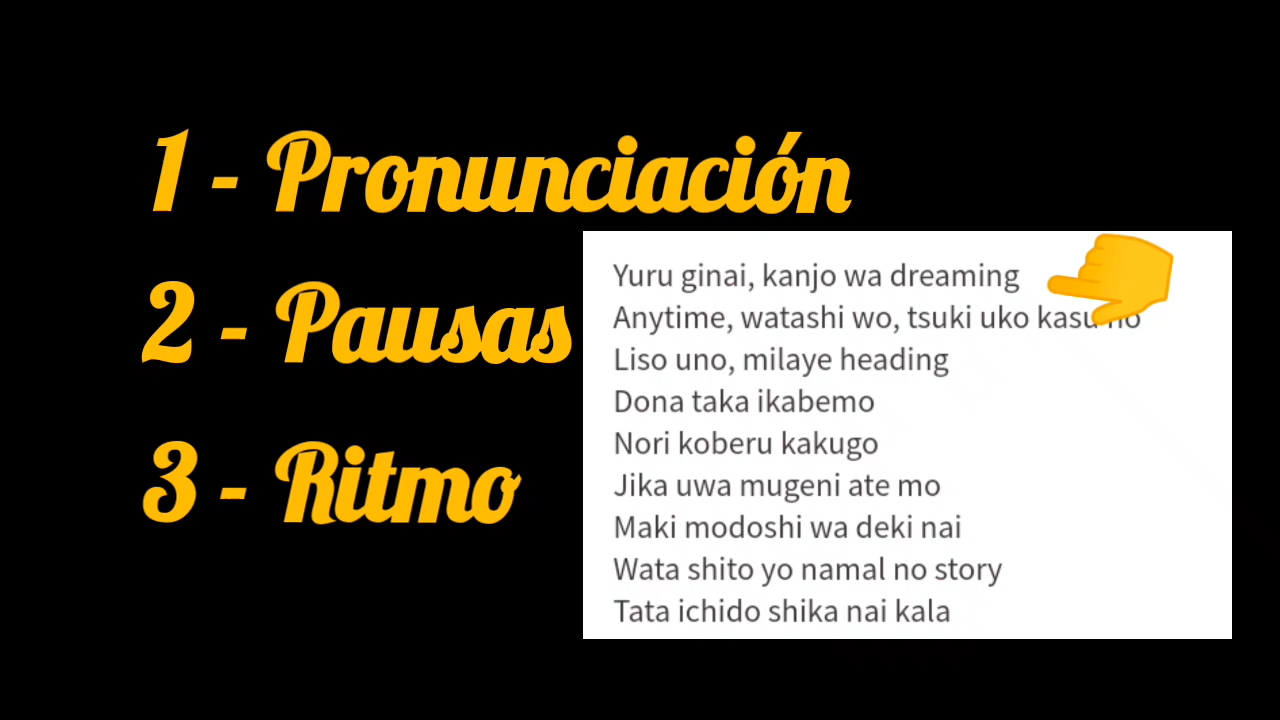 1 - Pronunciación
2 - Pausas
3 - Ritmo
Yuru ginai, kanjo wa dreaming
Anytime, watashi wo, tsuki uko kasu no
Liso uno, milaye heading
Dona taka ikabemo
Nori koberu kakugo
Jika uwa mugeni ate mo
Maki modoshi wa deki nai
Wata shito yo namal no story
Tata ichido shika nai kala